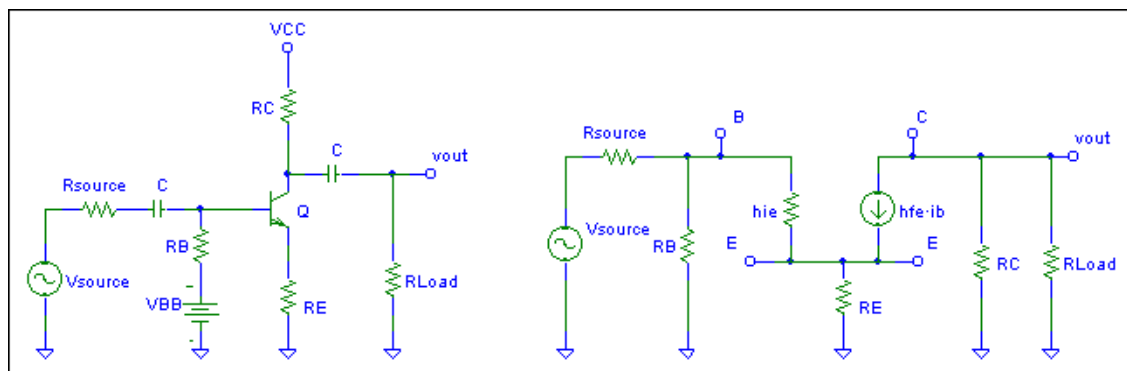 VCC
RC
C
vout
Rsource
C
Q
RB
Vsource
VBB
RLoad
RE
B
C
Rsource
vout
hie
hfe·ib
Vsource
RB
E
E
RC
RLoad
RE